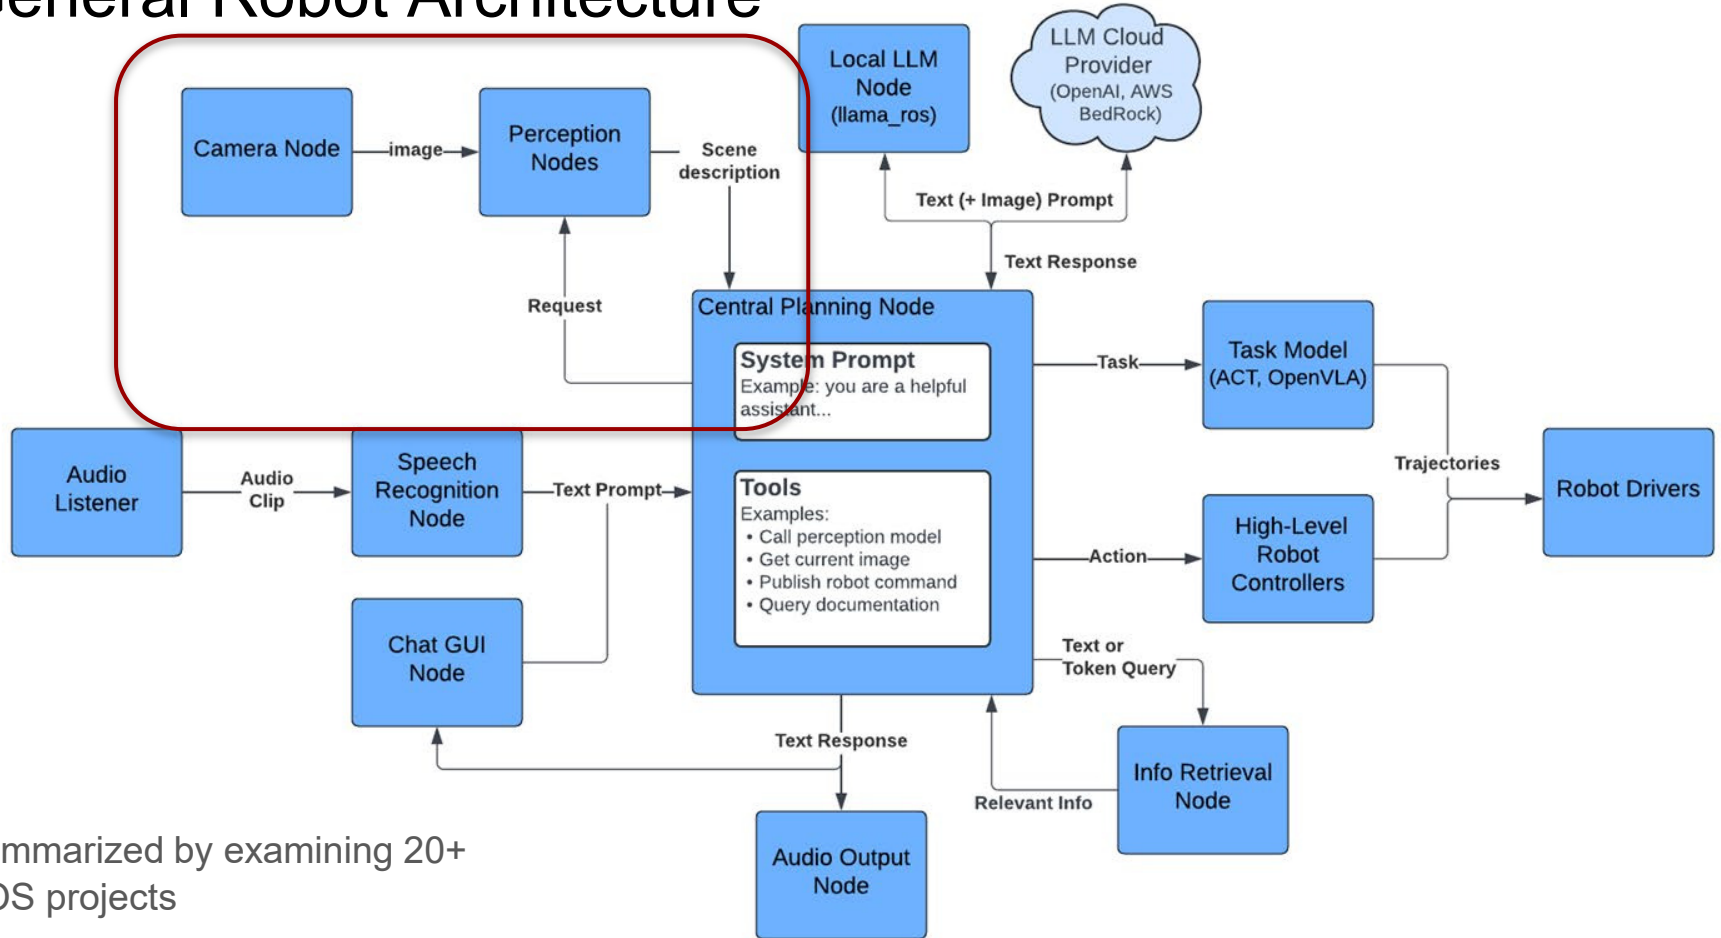 eneral Robot Architecture
Camera Node
image
Perception
Nodes
Scene
description
Local LLM
Node
(llama_ros)
LLM Cloud
Provider
(OpenAI, AWS
BedRock)
Text (+ Image) Prompt
Text Response
Request
Central Planning Node
System Prompt
Example: you are a helpful
assistant...
Tools
Examples:
• Call perception model
• Get current image
• Publish robot command
• Query documentation
Audio
Listener
Audio
Clip
Speech
Recognition
Node
Text Prompt
Chat GUI
Node
Task
Task Model
(ACT, OpenVLA)
Action
High-Level
Robot
Controllers
Trajectories
Robot Drivers
Text or
Token Query
Info Retrieval
Node
Relevant Info
Text Response
Audio Output
Node
mmarized by examining 20+
OS projects